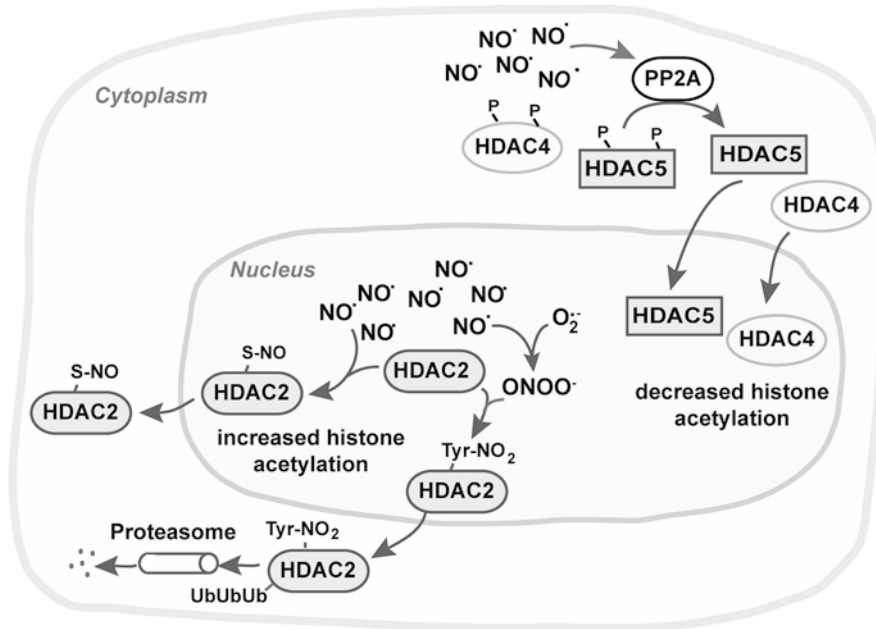 NO• NO•
NO• NO• NO•
PP2A
Cytoplasm
P P
HDAC4
P P
HDAC5
HDAC5
HDAC4
Nucleus
NO•
NO• NO• NO• NO•
NO• NO• O₂•-
HDAC5
HDAC4
S-NO
HDAC2
S-NO
HDAC2
HDAC2
ONOO-
decreased histone
acetylation
increased histone
acetylation
Tyr-NO₂
HDAC2
Proteasome
Tyr-NO₂
HDAC2
UbUbUb